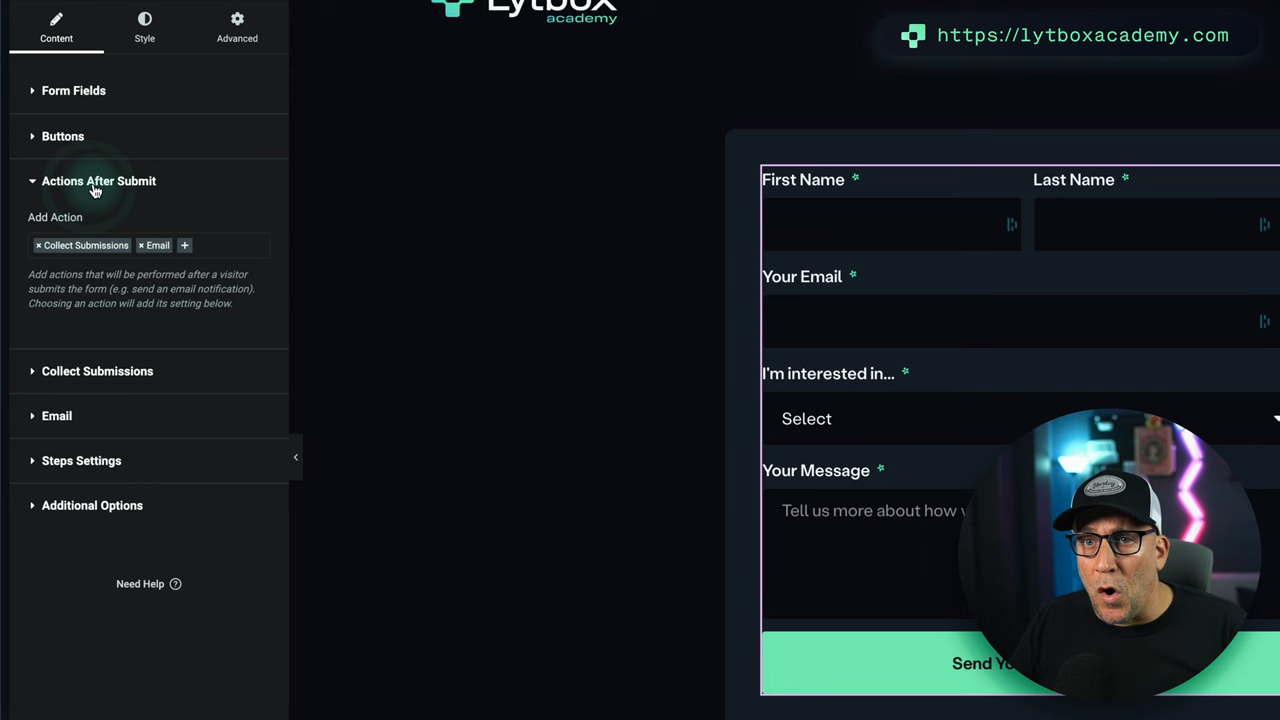 Lytbox
academy
https://lytboxacademy.com
Content
Style
Advanced
Form Fields
Buttons
Actions After Submit
Add Action
× Collect Submissions × Email +
Add actions that will be performed after a visitor
submits the form (e.g. send an email notification).
Choosing an action will add its setting below.
Collect Submissions
Email
Steps Settings
Additional Options
Need Help ?
First Name *
Last Name *
Your Email *
I'm interested in... *
Select
Your Message *
Tell us more about how
Send